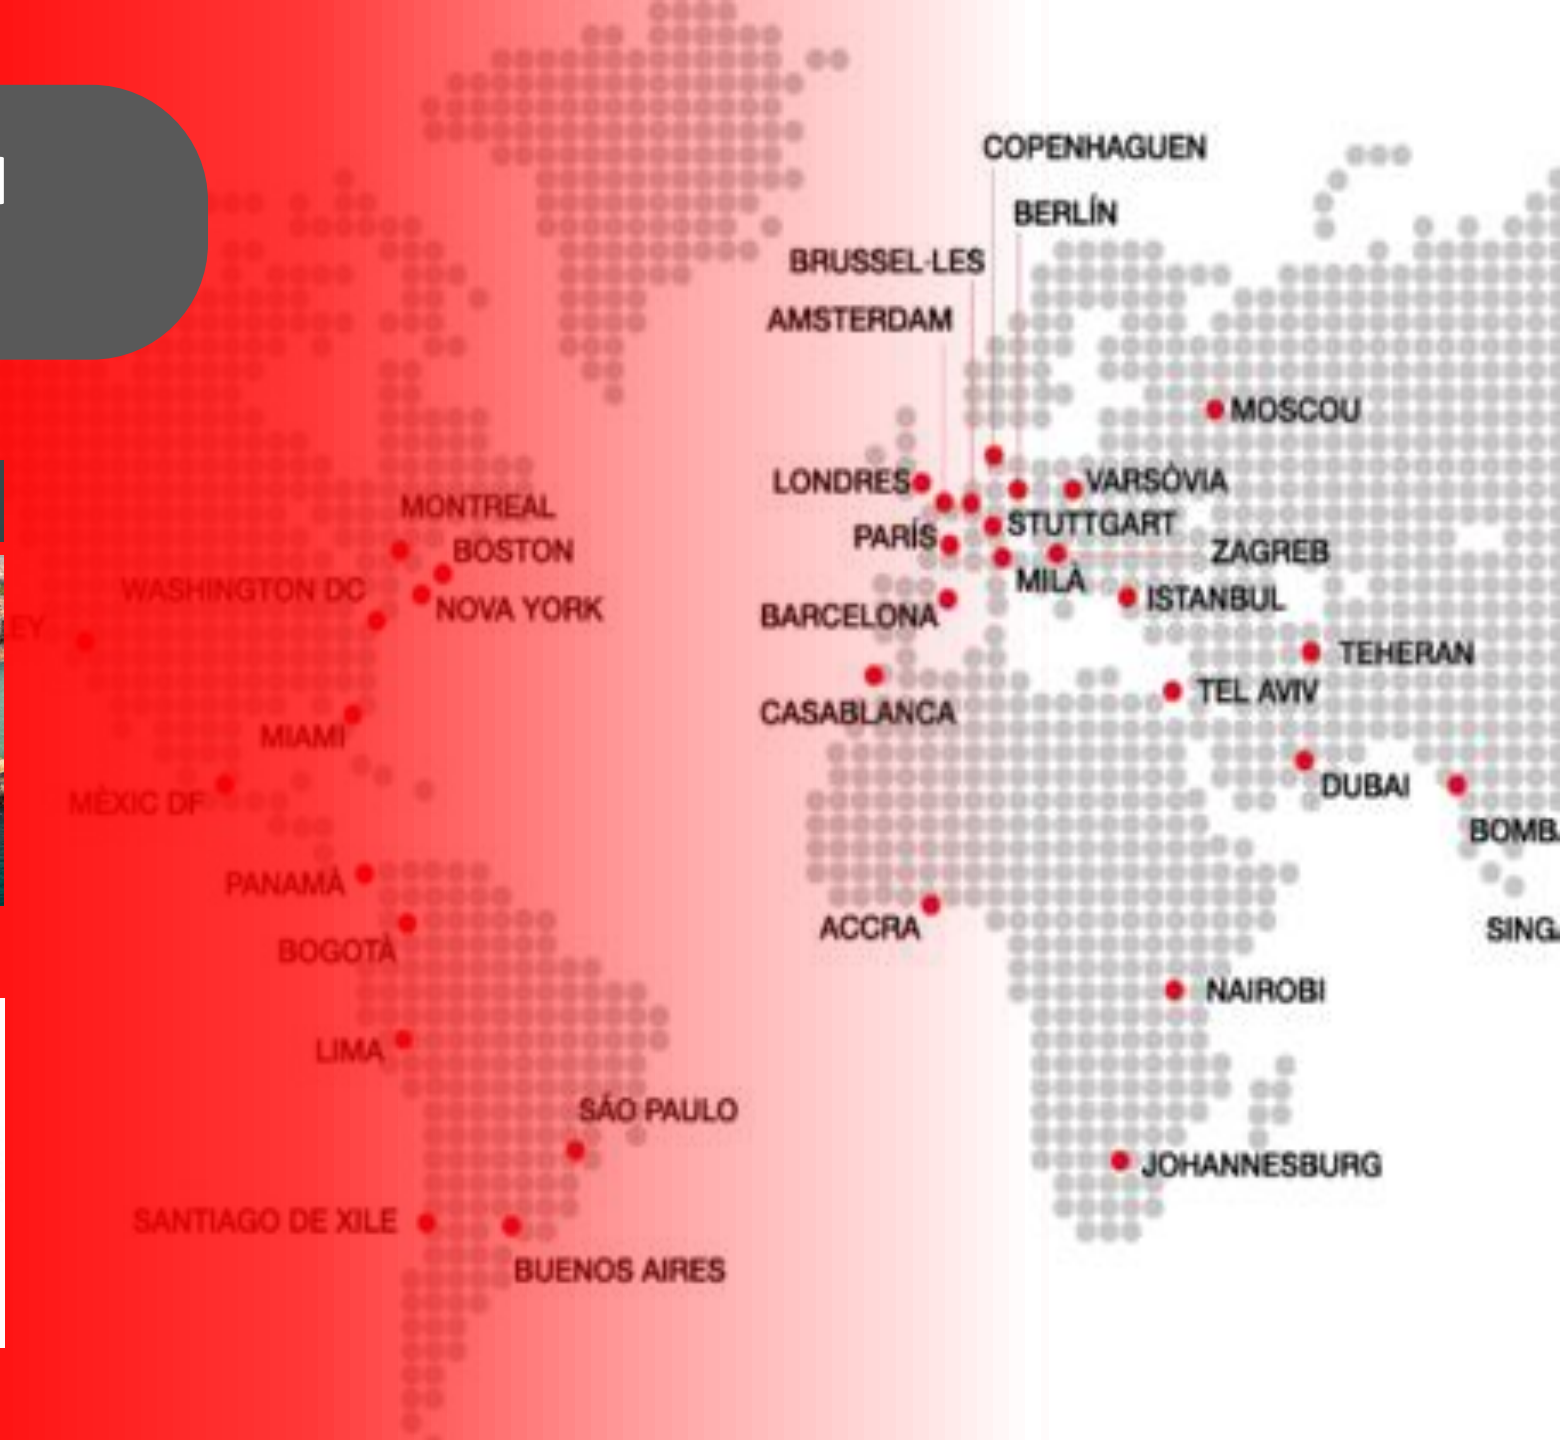 COPENHAGUEN
BERLÍN
BRUSSEL·LES
AMSTERDAM
MOSCOU
LONDRES
VARSÒVIA
MONTREAL
STUTTGART
PARÍS
BOSTON
ZAGREB
MILÀ
WASHINGTON DC
ISTANBUL
NOVA YORK
BARCELONA
EY
TEHERAN
TEL AVIV
CASABLANCA
MIAMI
DUBAI
MÈXIC DF
BOMB
PANAMÀ
ACCRA
SING
BOGOTÀ
NAIROBI
LIMA
SÁO PAULO
JOHANNESBURG
SANTIAGO DE XILE
BUENOS AIRES